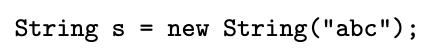 String s = new String("abc");